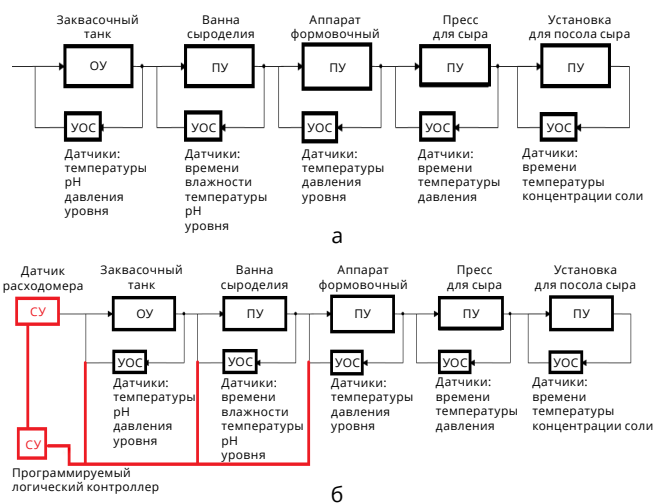 Заквасочный
танк
Ванна
сыроделия
Аппарат
формовочный
Пресс
для сыра
Установка
для посола сыра
ОУ
ПУ
ПУ
ПУ
ПУ
УОС
УОС
УОС
УОС
УОС
Датчики:
температуры
pH
давления
уровня
Датчики:
времени
влажности
температуры
pH
уровня
Датчики:
температуры
давления
уровня
Датчики:
времени
температуры
давления
Датчики:
времени
температуры
концентрации соли
а
Датчик
расходомера
Заквасочный
танк
Ванна
сыроделия
Аппарат
формовочный
Пресс
для сыра
Установка
для посола сыра
СУ
ОУ
ПУ
ПУ
ПУ
ПУ
УОС
УОС
УОС
УОС
УОС
Датчики:
температуры
pH
давления
уровня
Датчики:
времени
влажности
температуры
pH
уровня
Датчики:
температуры
давления
уровня
Датчики:
времени
температуры
давления
Датчики:
времени
температуры
концентрации соли
СУ
Программируемый
логический контроллер
б